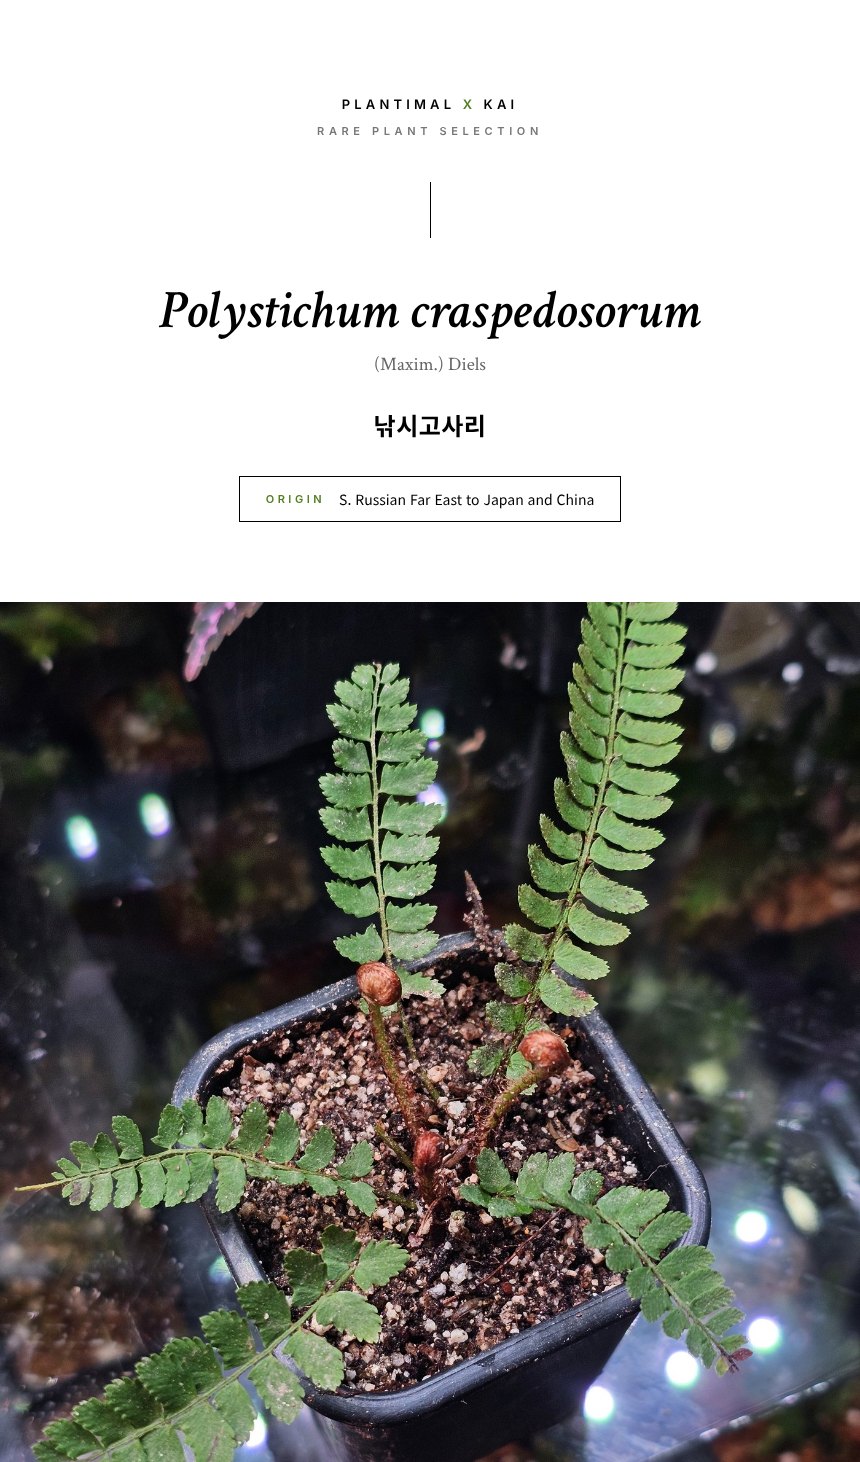 PLANTIMAL X KAI
RARE PLANT SELECTION
Polystichum craspedosorum
(Maxim.) Diels
낚시고사리
ORIGIN S. Russian Far East to Japan and China